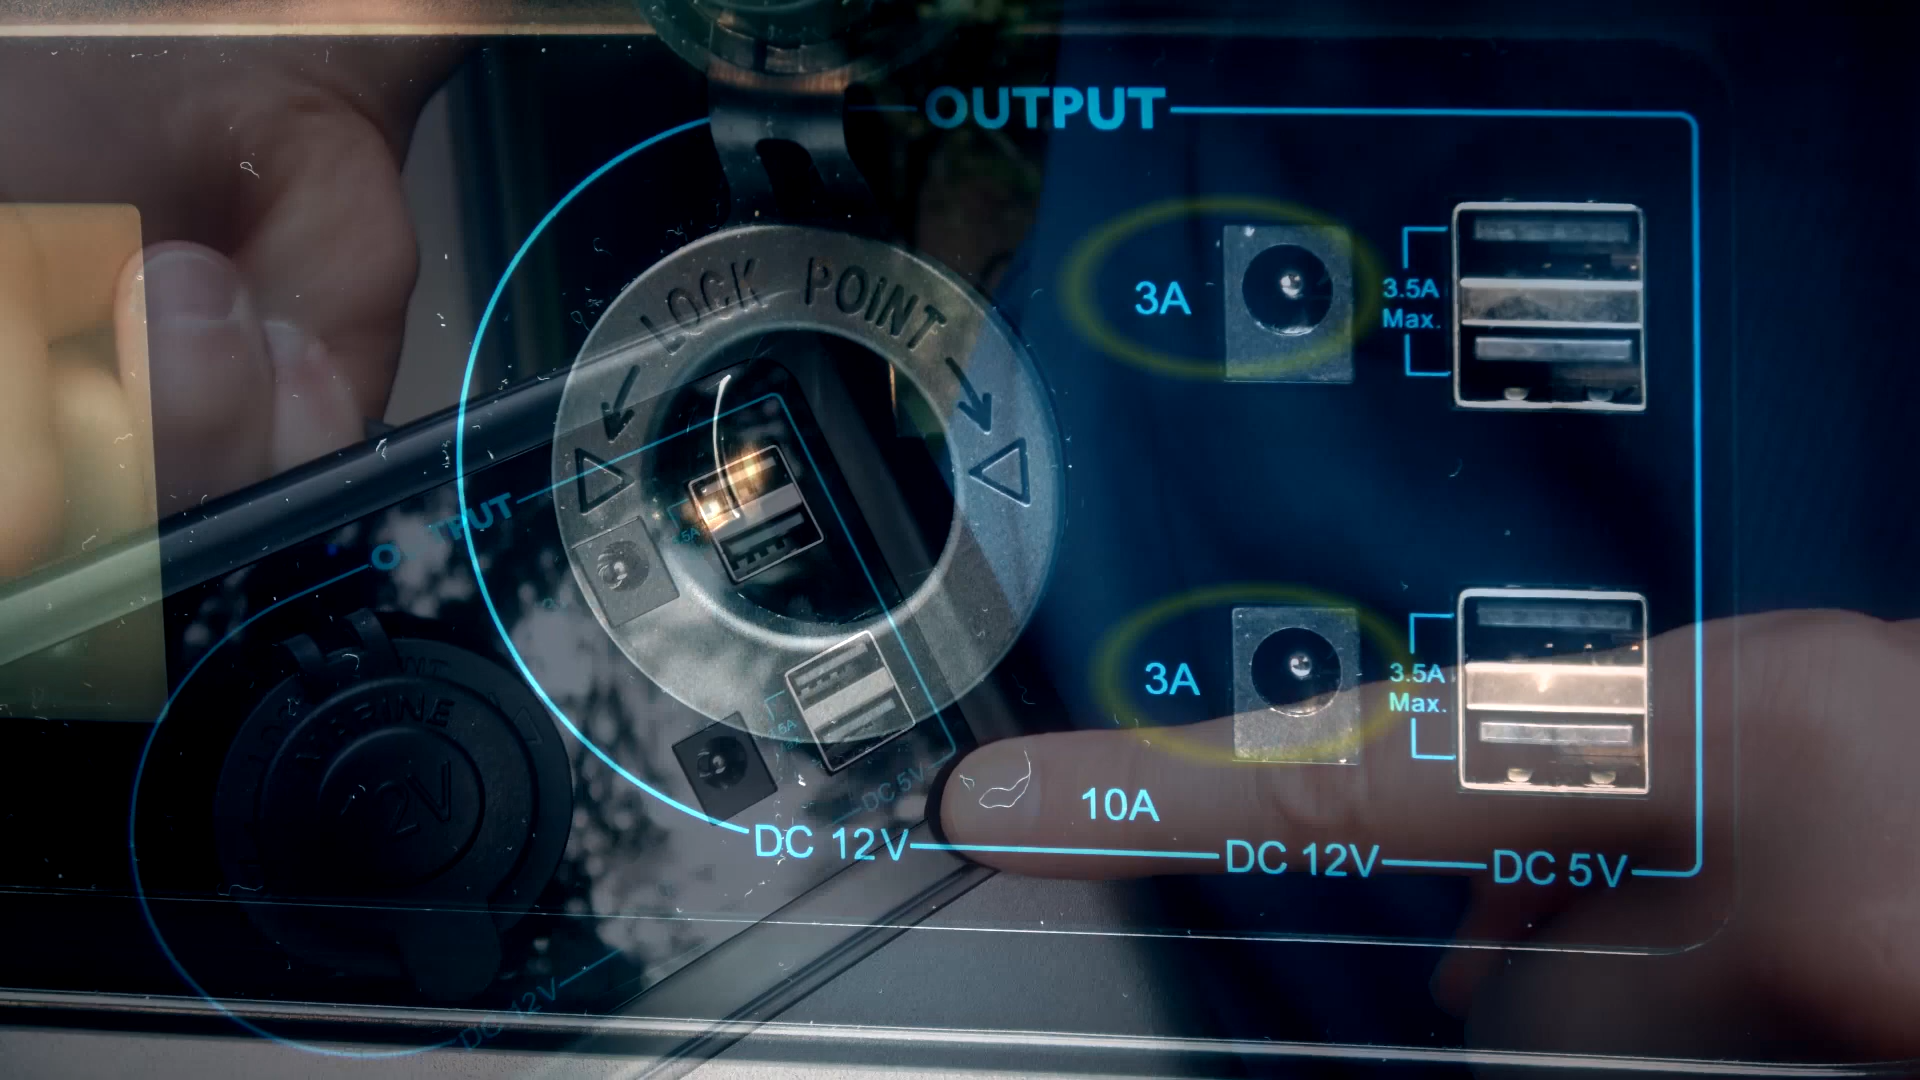 OUTPUT
LOCK POINT
3A
3.5A
Max.
3A
3.5A
Max.
10A
DC 12V
DC 12V
DC 5V
DC 5V
12V
DC 12V